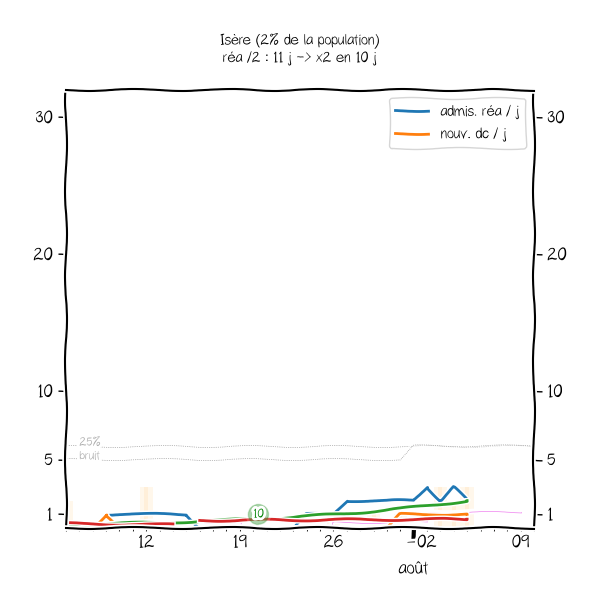 Isère (2% de la population)
réa /2 : 11 j -> x2 en 10 j
admis. réa / j
nouv. dc / j
30
30
20
20
10
10
25%
bruit
5
5
10
1
1
12
19
26
02
09
août